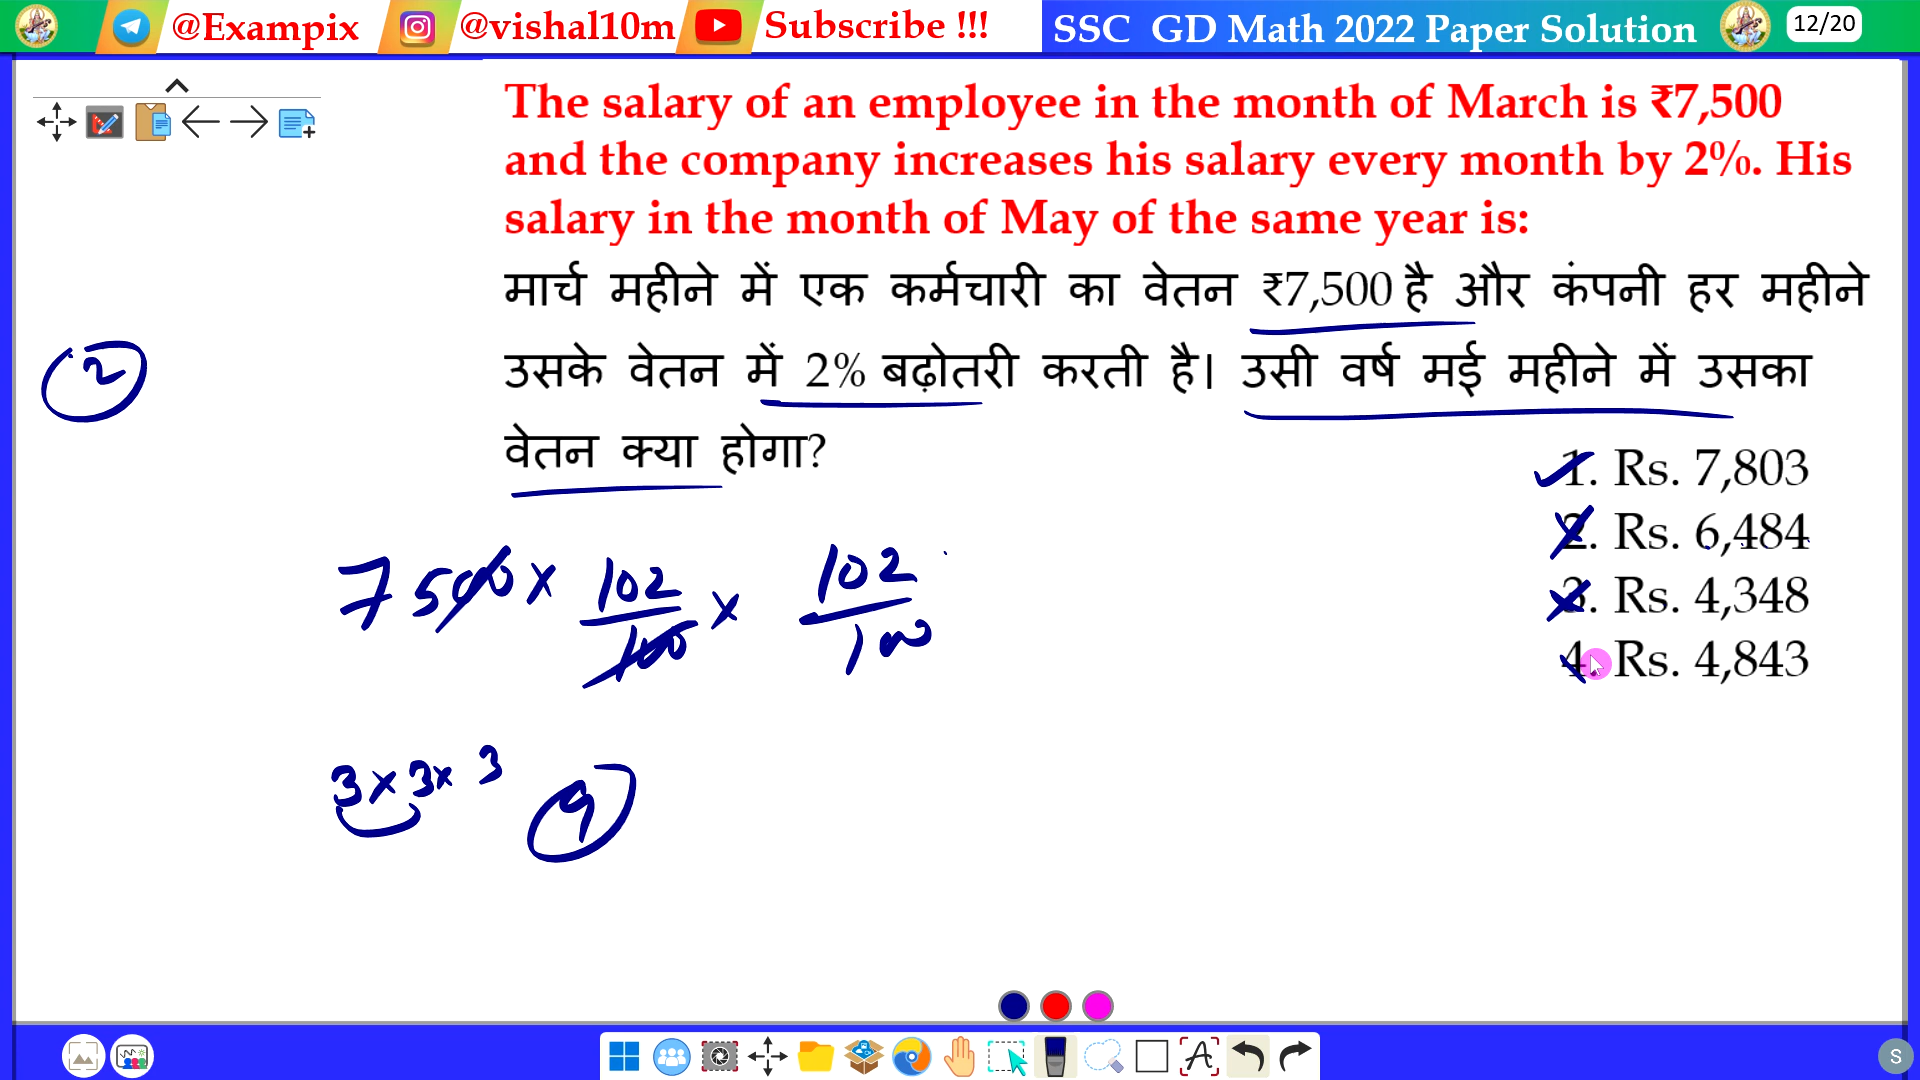 @Exampix @vishal10m Subscribe !!! SSC GD Math 2022 Paper Solution 12/20
The salary of an employee in the month of March is ₹7,500
and the company increases his salary every month by 2%. His
salary in the month of May of the same year is:
मार्च महीने में एक कर्मचारी का वेतन ₹7,500 है और कंपनी हर महीने
उसके वेतन में 2% बढ़ोतरी करती है। उसी वर्ष मई महीने में उसका
वेतन क्या होगा?
2
1. Rs. 7,803
2. Rs. 6,484
3. Rs. 4,348
4. Rs. 4,843
7500 × 102/100 × 102/100
3 × 3 × 3 9
S